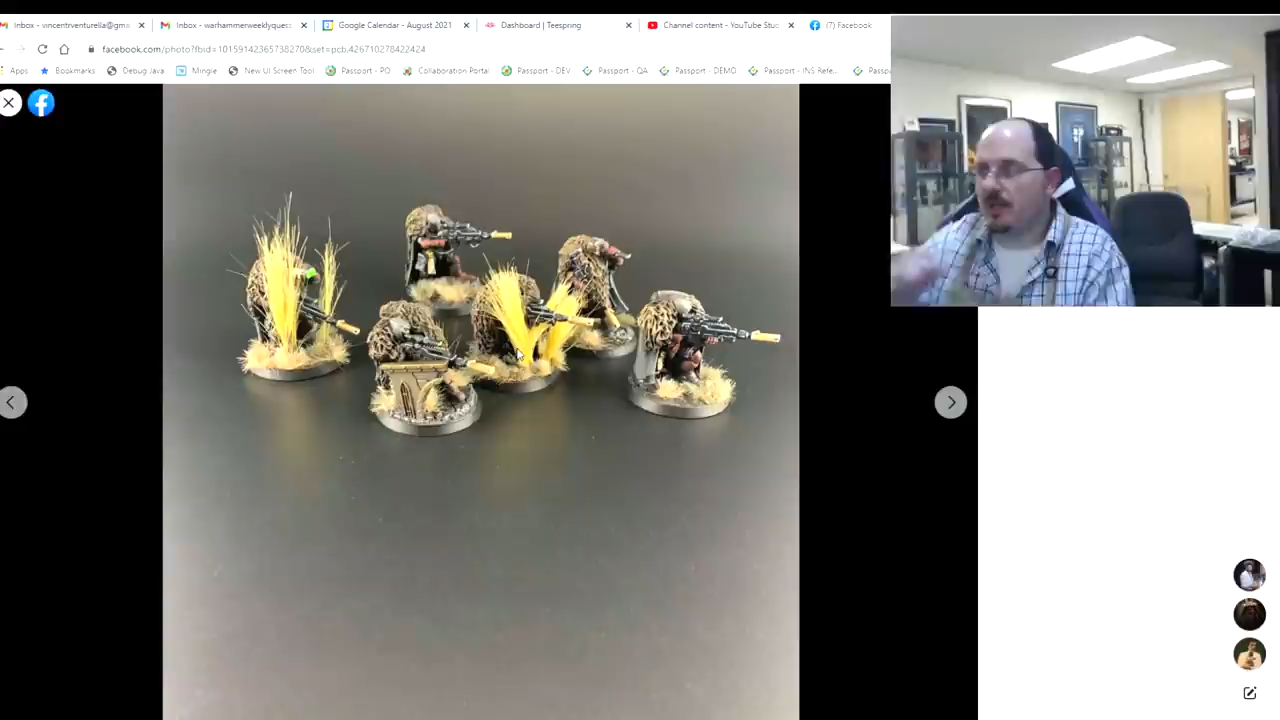 Inbox - vincentrventurella@gma
Inbox - warhammerweeklyques
Google Calendar - August 2021
Dashboard | Teespring
Channel content - YouTube Stud
(7) Facebook
facebook.com/photo?fbid=10159142365738270&set=pcb.426710278422424
Apps
Bookmarks
Debug Java
Mingle
New UI Screen Tool
Passport - PO
Collaboration Portal
Passport - DEV
Passport - QA
Passport - DEMO
Passport - INS Refe...
Passp